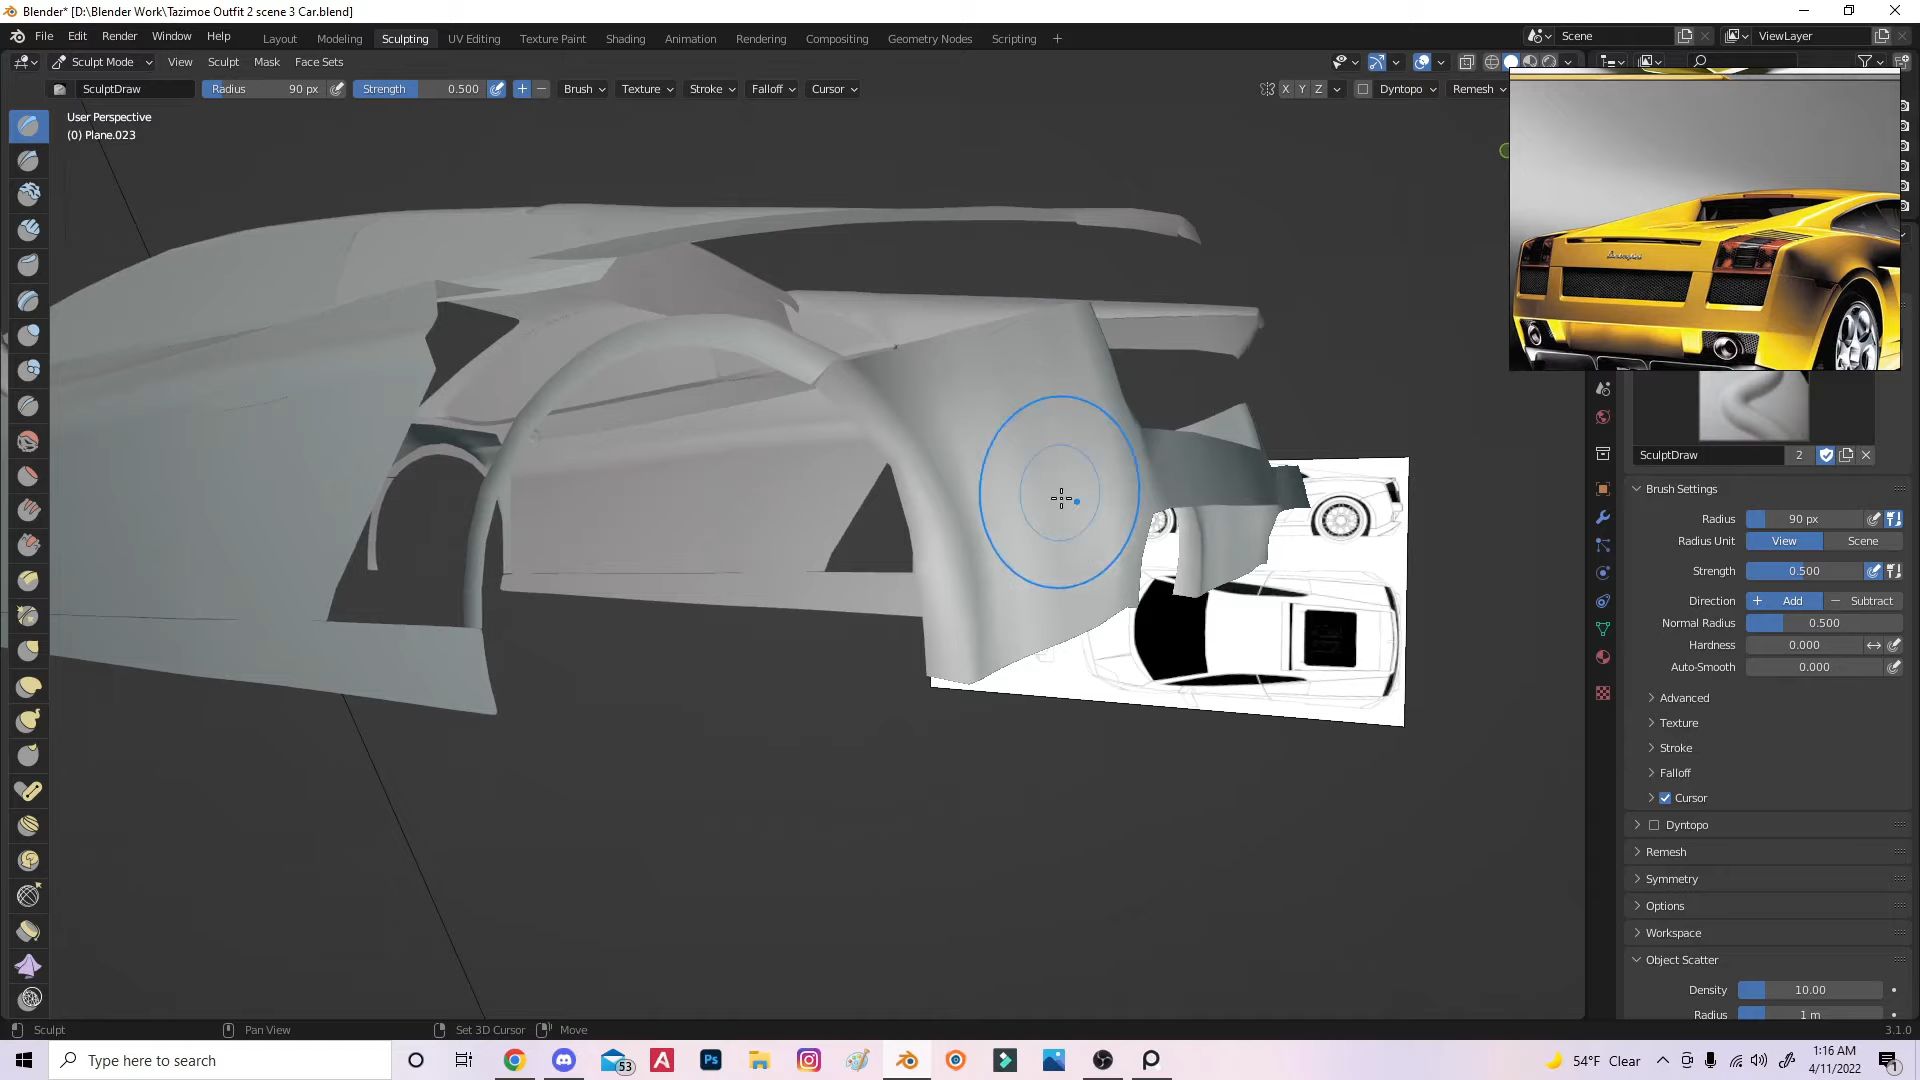 Blender* [D:\Blender Work\Tazimoe Outfit 2 scene 3 Car.blend]
File Edit Render Window Help
Layout Modeling Sculpting UV Editing Texture Paint Shading Animation Rendering Compositing Geometry Nodes Scripting +
Scene
ViewLayer
Sculpt Mode View Sculpt Mask Face Sets
SculptDraw Radius 90 px Strength 0.500 Brush Texture Stroke Falloff Cursor X Y Z Dyntopo Remesh
User Perspective
(0) Plane.023
SculptDraw 2
Brush Settings
Radius 90 px
Radius Unit View Scene
Strength 0.500
Direction + Add − Subtract
Normal Radius 0.500
Hardness 0.000
Auto-Smooth 0.000
Advanced
Texture
Stroke
Falloff
Cursor
Dyntopo
Remesh
Symmetry
Options
Workspace
Object Scatter
Density 10.00
Radius 1 m
Sculpt Pan View Set 3D Cursor Move 3.1.0
Type here to search
53
Ps
54°F Clear
1:16 AM
4/11/2022
1